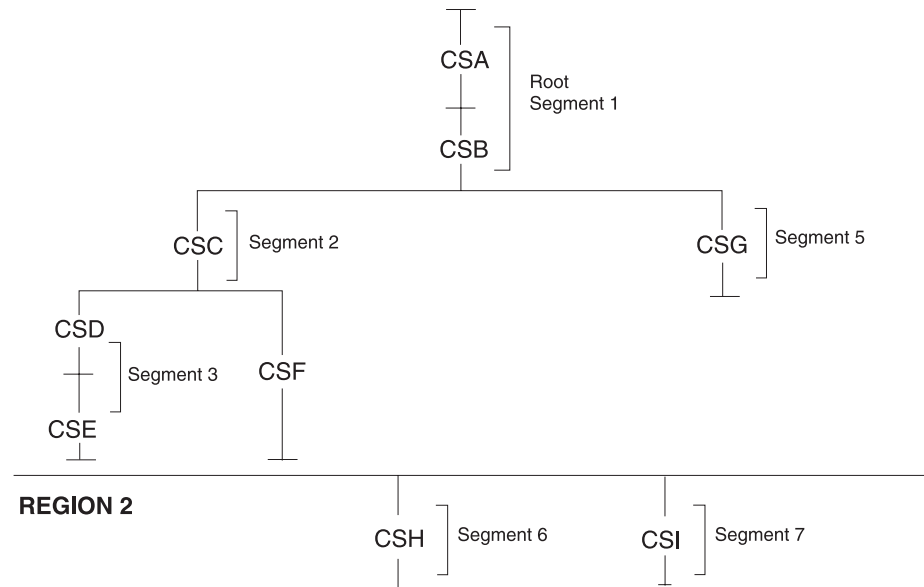 CSA
Root
Segment 1
CSB
CSC
Segment 2
CSG
Segment 5
CSD
Segment 3
CSF
CSE
REGION 2
CSH
Segment 6
CSI
Segment 7